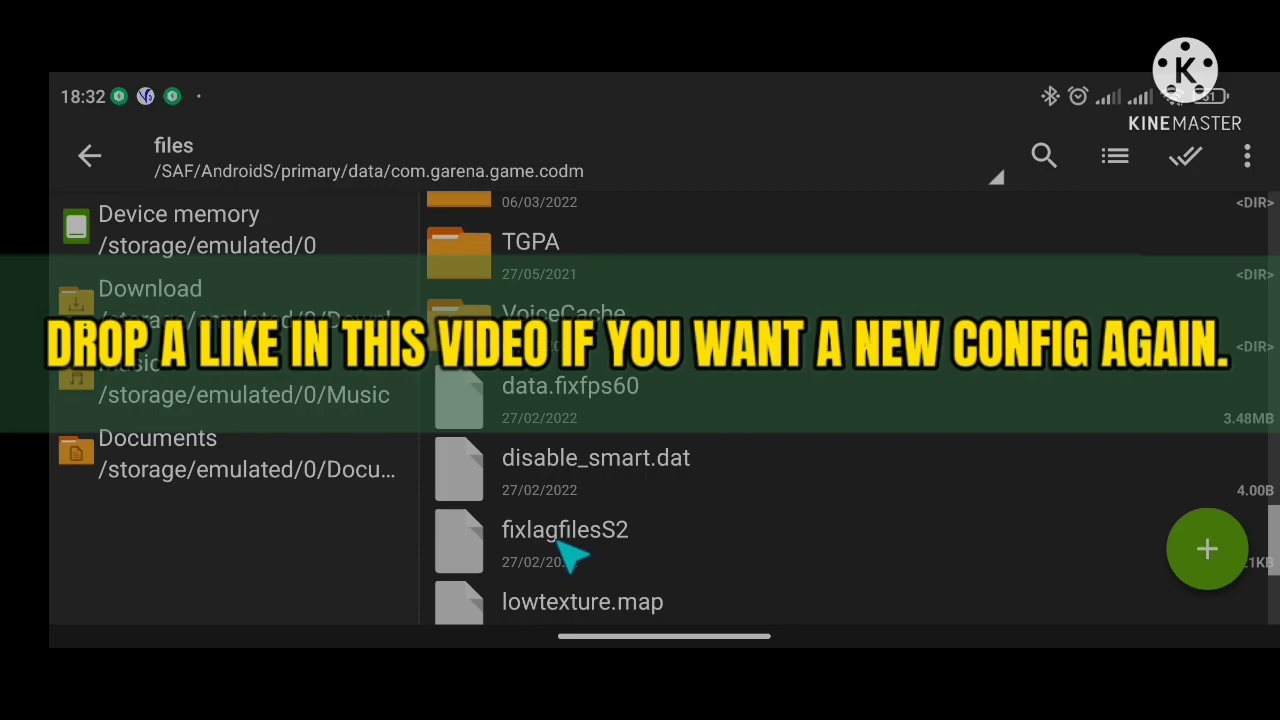 18:32
KINEMASTER
files
/SAF/AndroidS/primary/data/com.garena.game.codm
Device memory
/storage/emulated/0
06/03/2022
<DIR>
TGPA
27/05/2021
<DIR>
Download
VoiceCache
<DIR>
DROP A LIKE IN THIS VIDEO IF YOU WANT A NEW CONFIG AGAIN.
Music
/storage/emulated/0/Music
data.fixfps60
27/02/2022
3.48MB
Documents
/storage/emulated/0/Docu...
disable_smart.dat
27/02/2022
4.00B
fixlagfilesS2
lowtexture.map